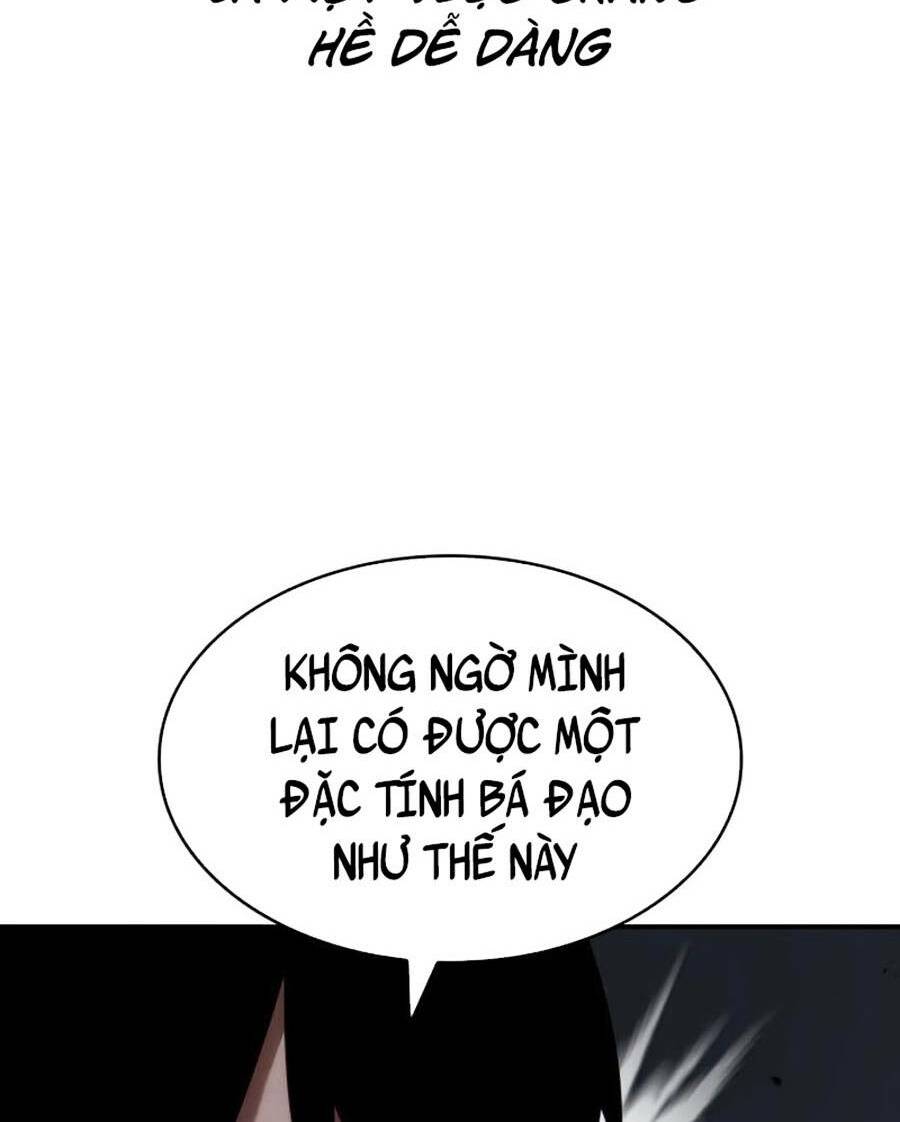 HỀ DỄ DÀNG
KHÔNG NGỜ MÌNH
LẠI CÓ ĐƯỢC MỘT
ĐẶC TÍNH BÁ ĐẠO
NHƯ THẾ NÀY